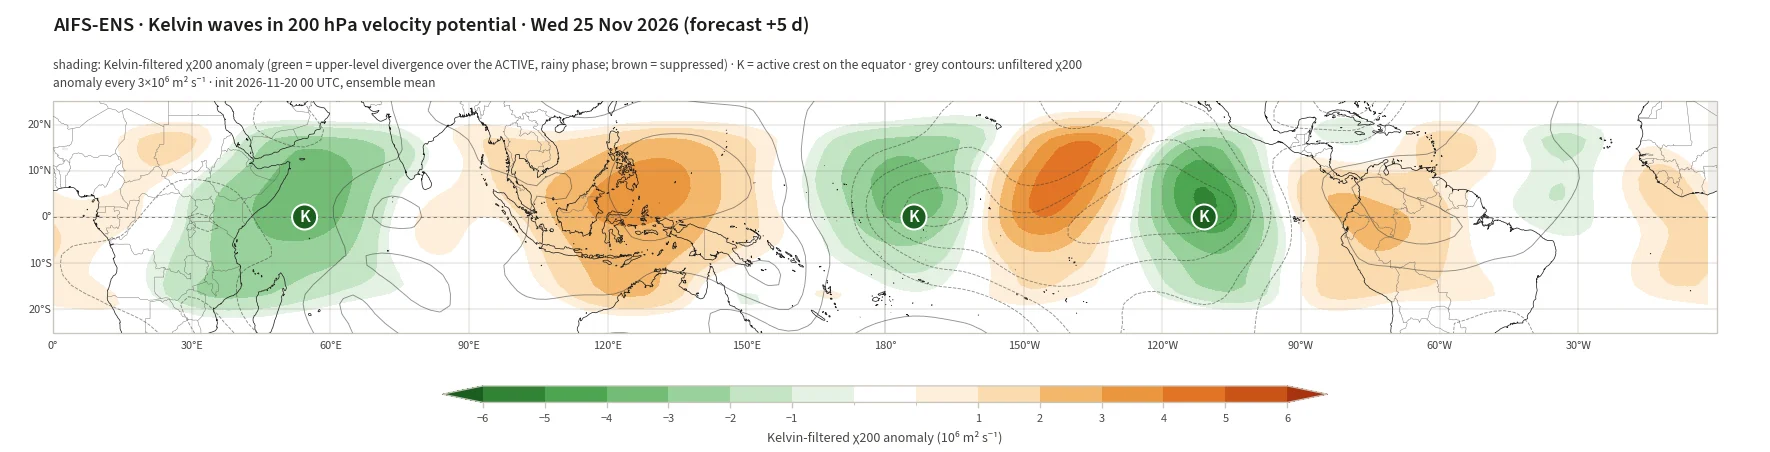 AIFS-ENS · Kelvin waves in 200 hPa velocity potential · Wed 25 Nov 2026 (forecast +5 d)
shading: Kelvin-filtered χ200 anomaly (green = upper-level divergence over the ACTIVE, rainy phase; brown = suppressed) · K = active crest on the equator · grey contours: unfiltered χ200
anomaly every 3×10⁶ m² s⁻¹ · init 2026-11-20 00 UTC, ensemble mean
20°N
10°N
0°
10°S
20°S
K K K
0° 30°E 60°E 90°E 120°E 150°E 180° 150°W 120°W 90°W 60°W 30°W
−6 −5 −4 −3 −2 −1 1 2 3 4 5 6
Kelvin-filtered χ200 anomaly (10⁶ m² s⁻¹)